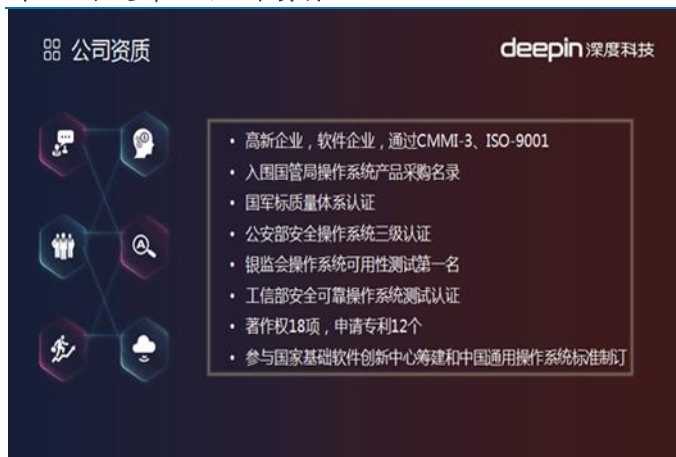 公司资质
deepin深度科技
• 高新企业，软件企业，通过CMMI-3、ISO-9001
• 入围国管局操作系统产品采购名录
• 国军标质量体系认证
• 公安部安全操作系统三级认证
• 银监会操作系统可用性测试第一名
• 工信部安全可靠操作系统测试认证
• 著作权18项，申请专利12个
• 参与国家基础软件创新中心筹建和中国通用操作系统标准制订
A